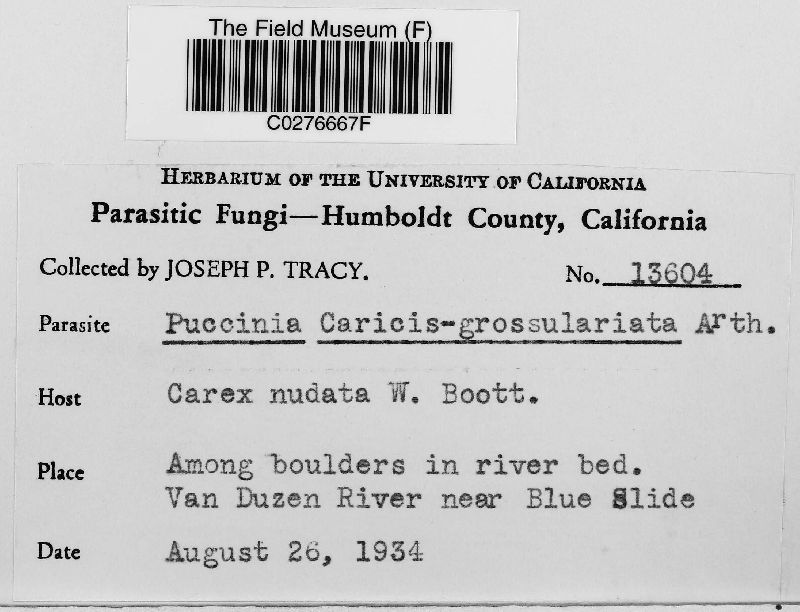 The Field Museum (F)
C0276667F
HERBARIUM OF THE UNIVERSITY OF CALIFORNIA
Parasitic Fungi—Humboldt County, California
Collected by JOSEPH P. TRACY. No. 13604
Parasite Puccinia Caricis-grossulariata Arth.
Host Carex nudata W. Boott.
Place Among boulders in river bed.
Van Duzen River near Blue Slide
Date August 26, 1934